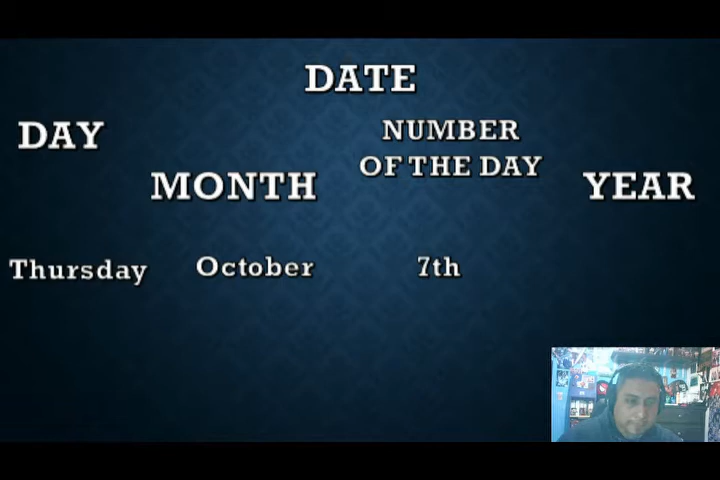 DATE
DAY
MONTH
NUMBER
OF THE DAY
YEAR
Thursday
October
7th